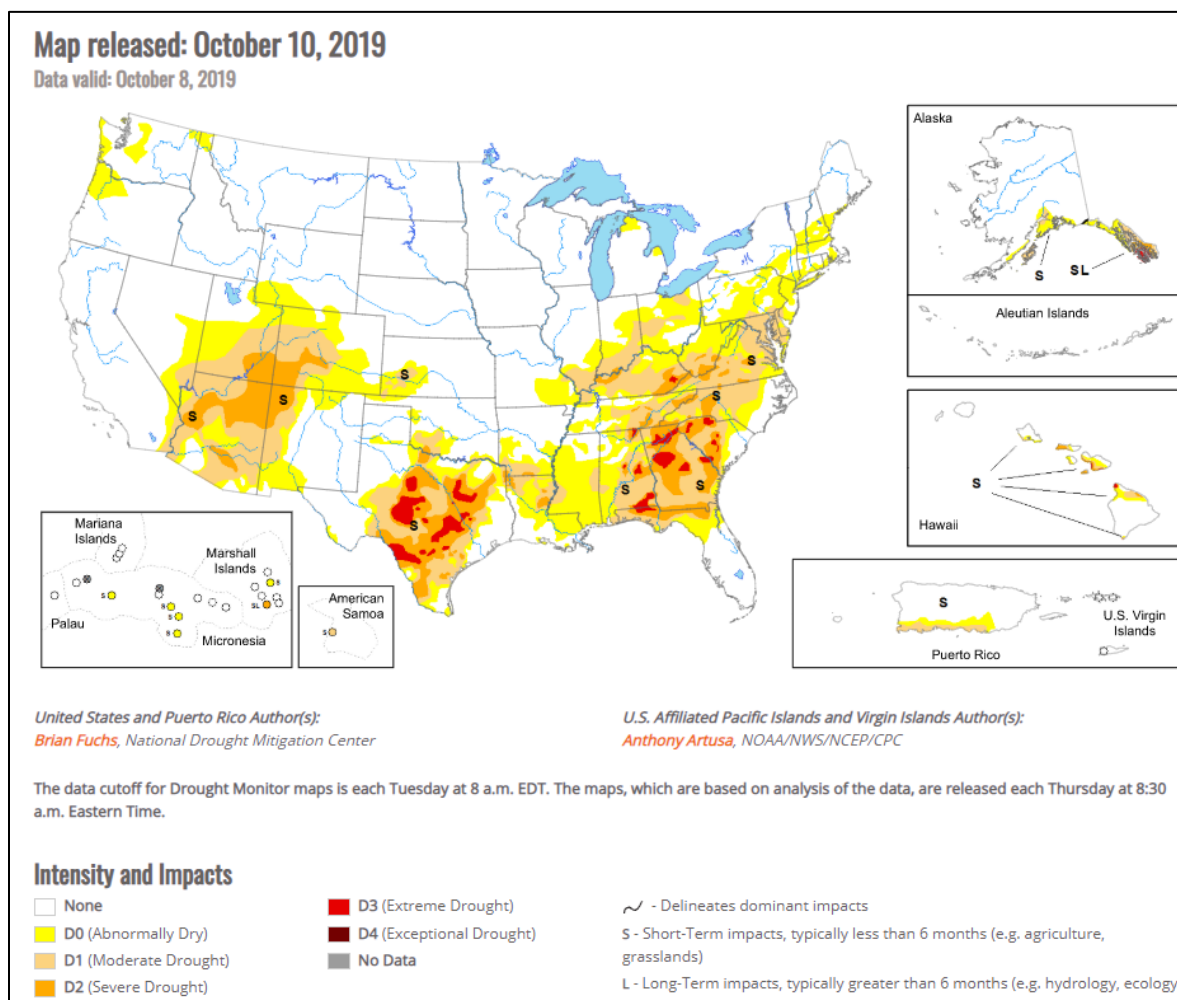 Map released: October 10, 2019
Data valid: October 8, 2019
Alaska
S
S L
Aleutian Islands
S
Hawaii
S
Puerto Rico
U.S. Virgin
Islands
S
S
S
S
S
S
S
S
Mariana
Islands
Marshall
Islands
Palau
Micronesia
S
SL
S
S
S
American
Samoa
S
United States and Puerto Rico Author(s):
Brian Fuchs, National Drought Mitigation Center
U.S. Affiliated Pacific Islands and Virgin Islands Author(s):
Anthony Artusa, NOAA/NWS/NCEP/CPC
The data cutoff for Drought Monitor maps is each Tuesday at 8 a.m. EDT. The maps, which are based on analysis of the data, are released each Thursday at 8:30
a.m. Eastern Time.
Intensity and Impacts
None
D0 (Abnormally Dry)
D1 (Moderate Drought)
D2 (Severe Drought)
D3 (Extreme Drought)
D4 (Exceptional Drought)
No Data
- Delineates dominant impacts
S - Short-Term impacts, typically less than 6 months (e.g. agriculture,
grasslands)
L - Long-Term impacts, typically greater than 6 months (e.g. hydrology, ecology